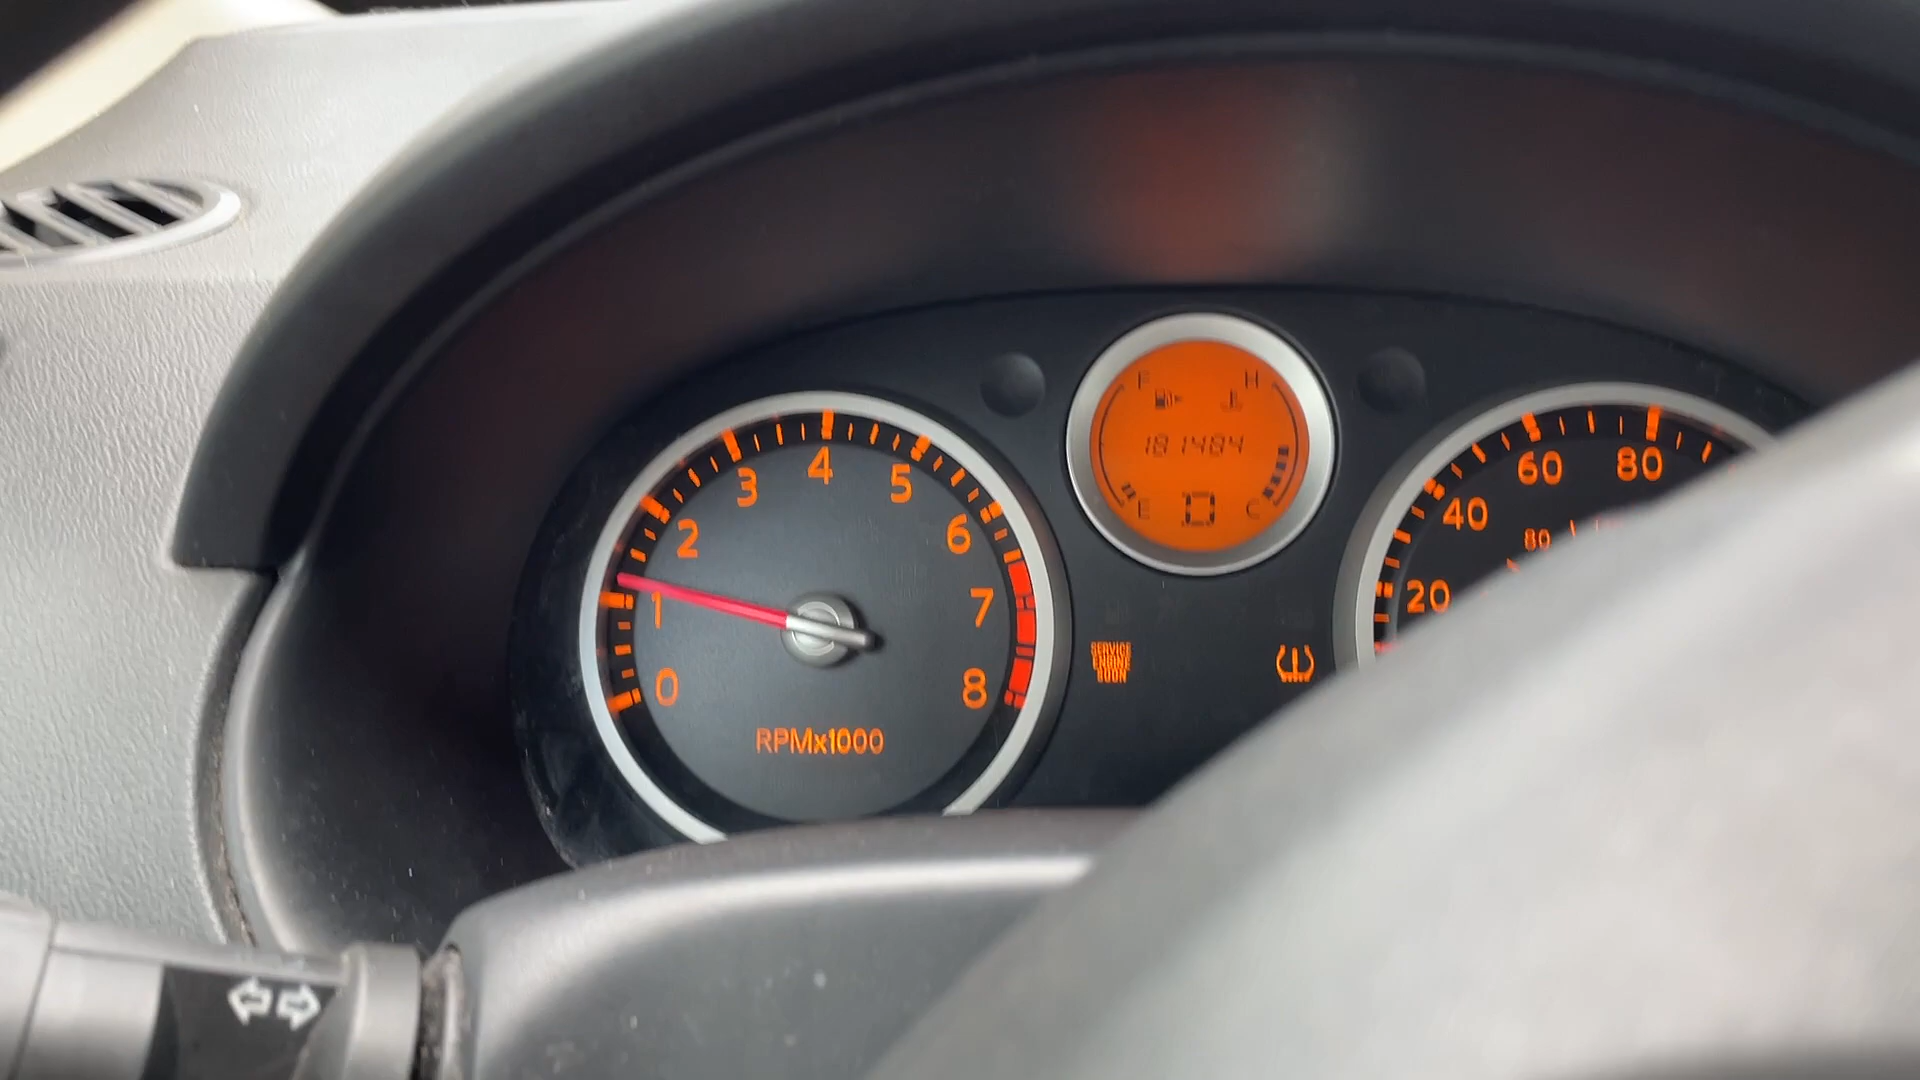 F H
181484
E D C
0 1 2 3 4 5 6 7 8
RPMx1000
SERVICE
ENGINE
SOON
20 40 60 80
80